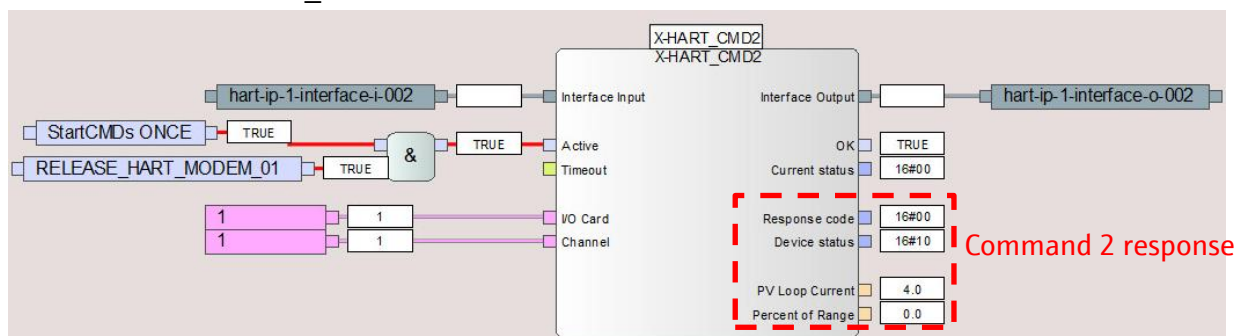 X-HART_CMD2
X-HART_CMD2
hart-ip-1-interface-i-002
Interface Input
Interface Output
hart-ip-1-interface-o-002
StartCMDs ONCE
TRUE
&
TRUE
Active
OK
TRUE
RELEASE_HART_MODEM_01
TRUE
Timeout
Current status
16#00
1
1
I/O Card
Response code
16#00
1
1
Channel
Device status
16#10
Command 2 response
PV Loop Current
4.0
Percent of Range
0.0